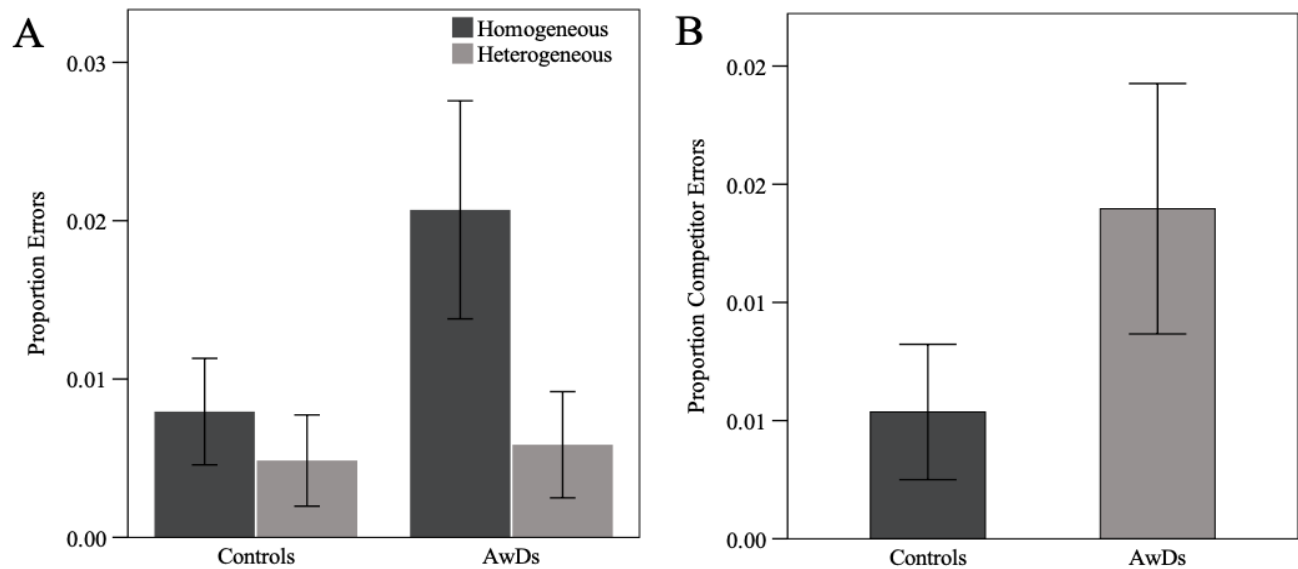 A
Homogeneous
Heterogeneous
Proportion Errors
0.03
0.02
0.01
0.00
Controls
AwDs
B
Proportion Competitor Errors
0.02
0.02
0.01
0.01
0.00
Controls
AwDs